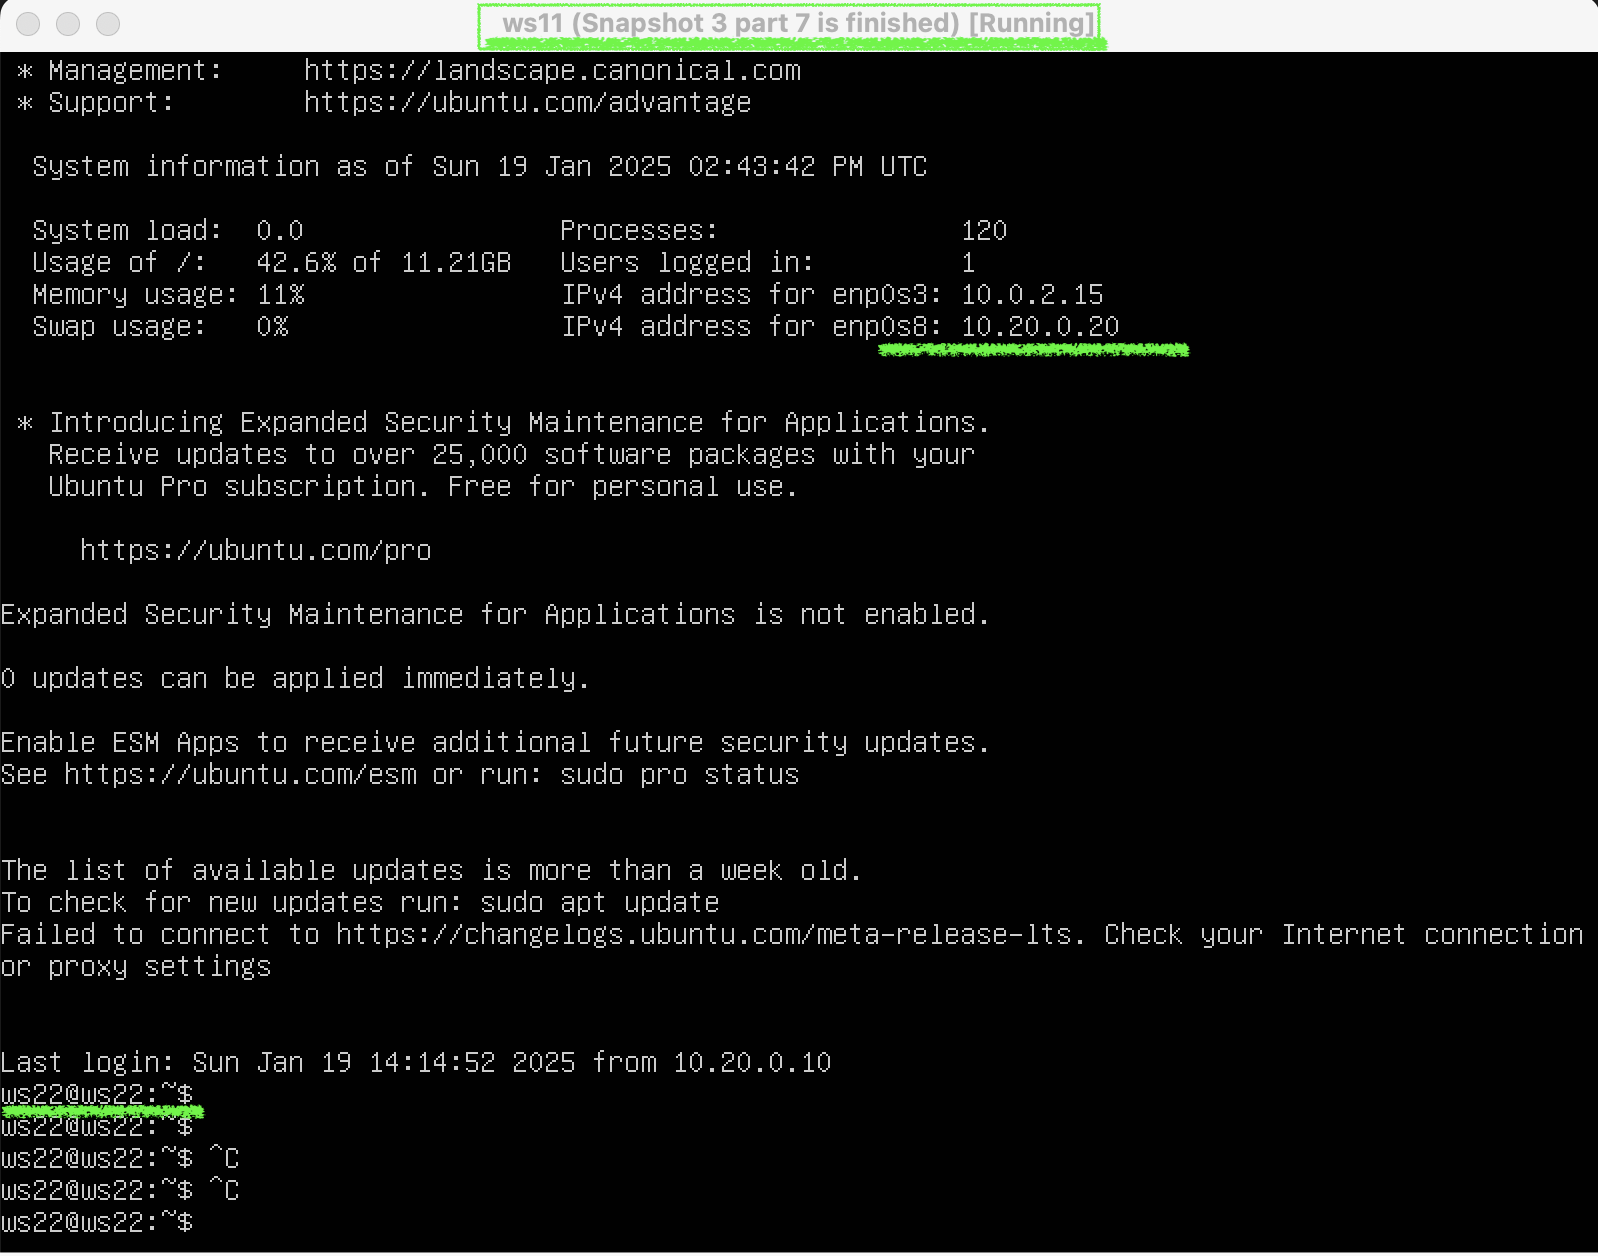 ws11 (Snapshot 3 part 7 is finished) [Running]
* Management:     https://landscape.canonical.com
* Support:        https://ubuntu.com/advantage
System information as of Sun 19 Jan 2025 02:43:42 PM UTC
System load:  0.0                Processes:               120
Usage of /:   42.6% of 11.21GB   Users logged in:         1
Memory usage: 11%                IPv4 address for enp0s3: 10.0.2.15
Swap usage:   0%                 IPv4 address for enp0s8: 10.20.0.20
* Introducing Expanded Security Maintenance for Applications.
Receive updates to over 25,000 software packages with your
Ubuntu Pro subscription. Free for personal use.
https://ubuntu.com/pro
Expanded Security Maintenance for Applications is not enabled.
0 updates can be applied immediately.
Enable ESM Apps to receive additional future security updates.
See https://ubuntu.com/esm or run: sudo pro status
The list of available updates is more than a week old.
To check for new updates run: sudo apt update
Failed to connect to https://changelogs.ubuntu.com/meta-release-lts. Check your Internet connection
or proxy settings
Last login: Sun Jan 19 14:14:52 2025 from 10.20.0.10
ws22@ws22:~$
ws22@ws22:~$
ws22@ws22:~$ ^C
ws22@ws22:~$ ^C
ws22@ws22:~$